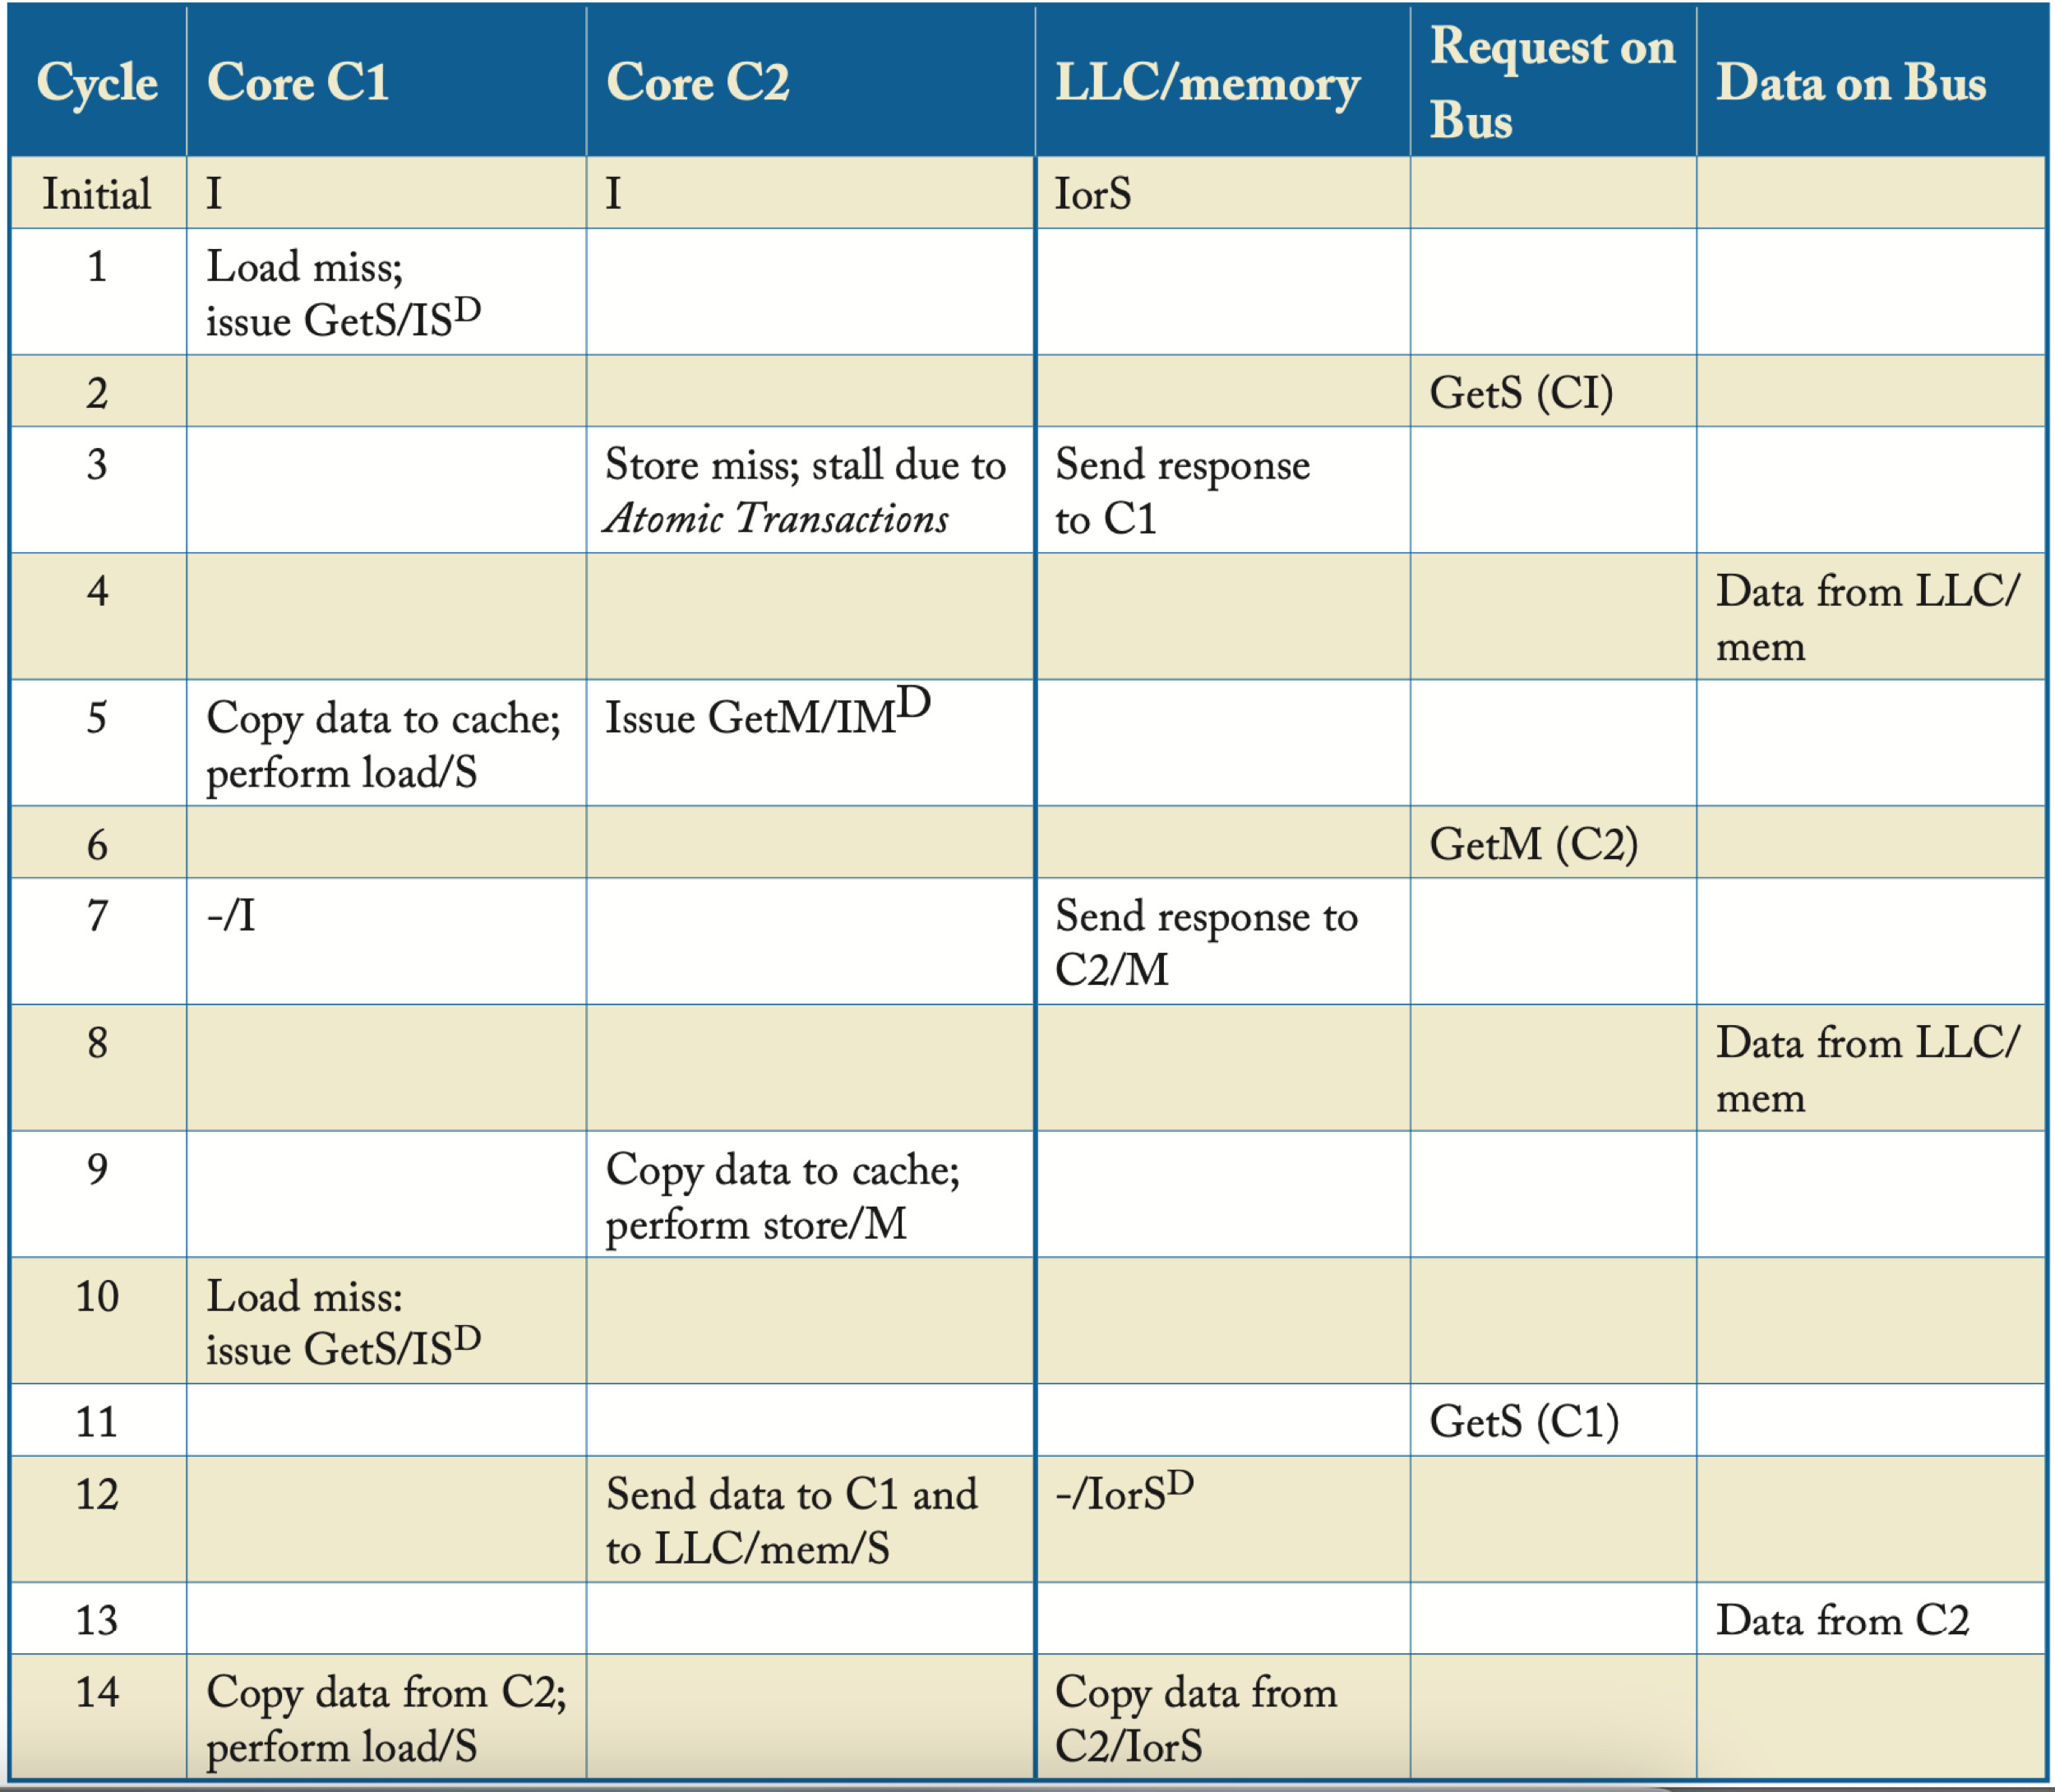 Cycle Core C1 Core C2 LLC/memory Request on Bus Data on Bus
Initial I I IorS
1 Load miss;
issue GetS/ISD
2 GetS (CI)
3 Store miss; stall due to Send response
Atomic Transactions to C1
4 Data from LLC/
mem
5 Copy data to cache; Issue GetM/IMD
perform load/S
6 GetM (C2)
7 -/I Send response to
C2/M
8 Data from LLC/
mem
9 Copy data to cache;
perform store/M
10 Load miss:
issue GetS/ISD
11 GetS (C1)
12 Send data to C1 and -/IorSD
to LLC/mem/S
13 Data from C2
14 Copy data from C2; Copy data from
perform load/S C2/IorS